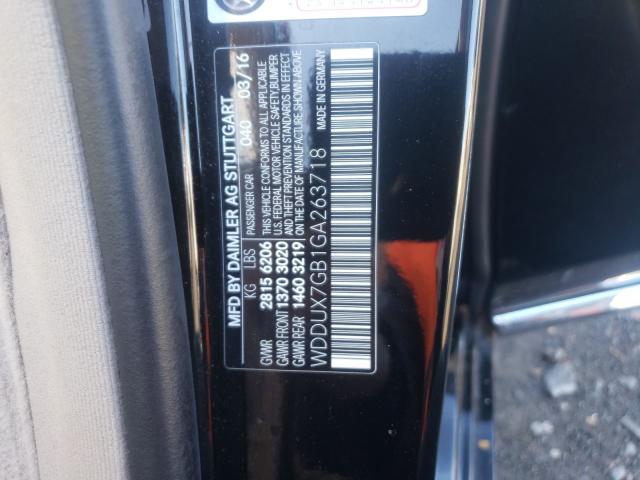 MFD BY DAIMLER AG STUTTGART
PASSENGER CAR 040 03/16
KG LBS
GVWR 2815 6206
GAWR FRONT 1370 3020
GAWR REAR 1460 3219
THIS VEHICLE CONFORMS TO ALL APPLICABLE
U.S. FEDERAL MOTOR VEHICLE SAFETY,BUMPER
AND THEFT PREVENTION STANDARDS IN EFFECT
ON THE DATE OF MANUFACTURE SHOWN ABOVE
WDDUX7GB1GA263718
MADE IN GERMANY